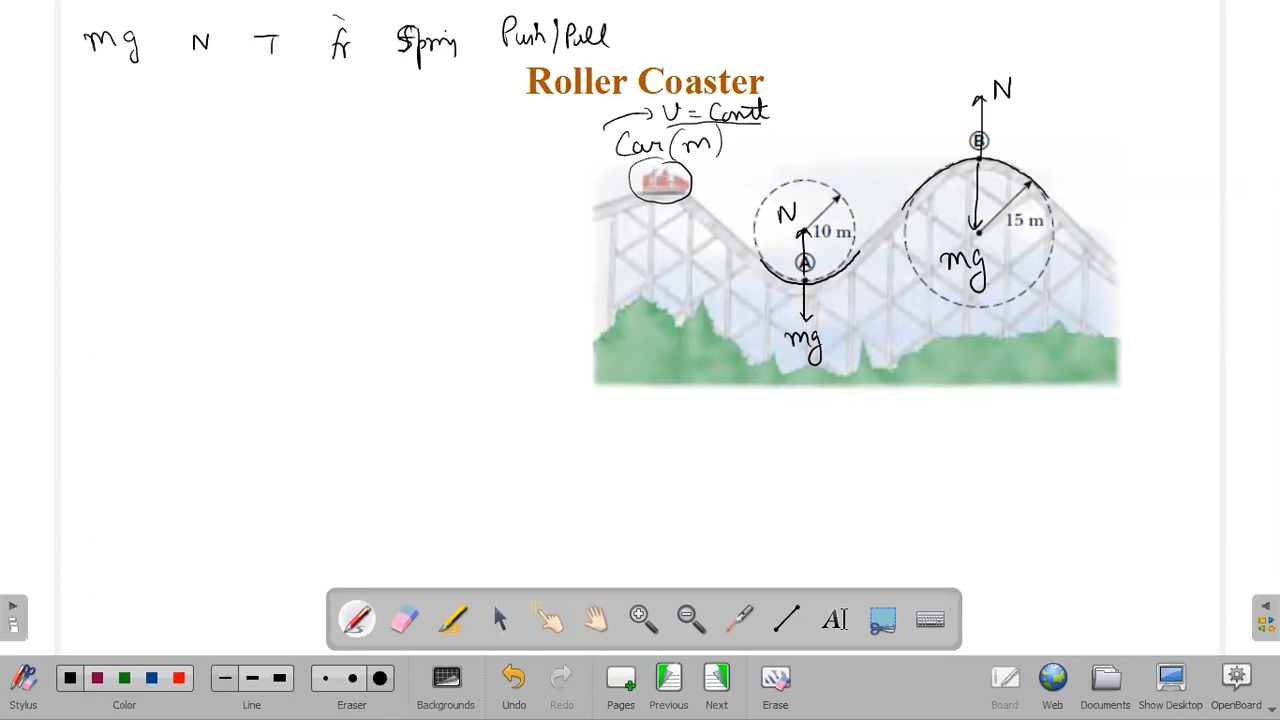 mg N T fr Spring Push/Pull
Roller Coaster
V = Const
Car (m)
N
B
N
10 m
15 m
A
mg
mg
Stylus
Color
Line
Eraser
Backgrounds
Undo
Redo
Pages
Previous
Next
Erase
Board
Web
Documents
Show Desktop
OpenBoard